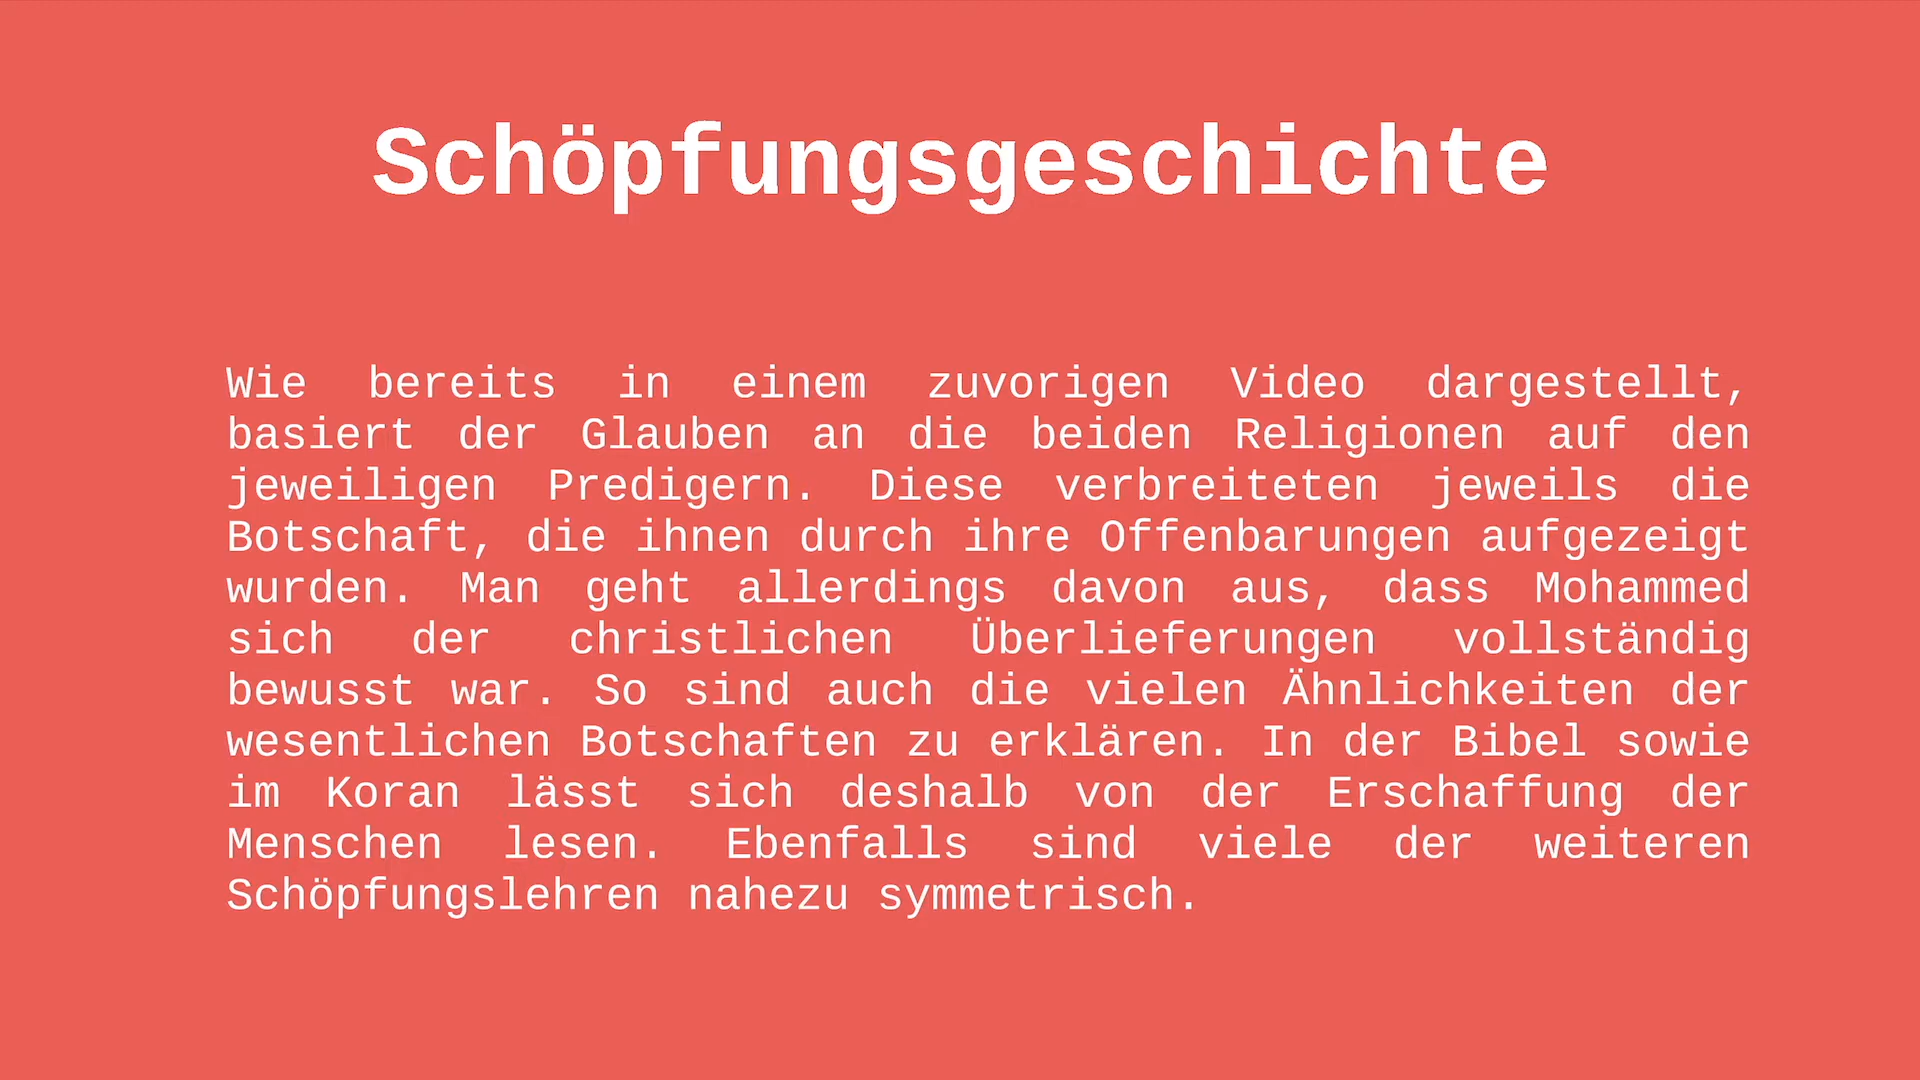 Schöpfungsgeschichte
Wie bereits in einem zuvorigen Video dargestellt,
basiert der Glauben an die beiden Religionen auf den
jeweiligen Predigern. Diese verbreiteten jeweils die
Botschaft, die ihnen durch ihre Offenbarungen aufgezeigt
wurden. Man geht allerdings davon aus, dass Mohammed
sich der christlichen Überlieferungen vollständig
bewusst war. So sind auch die vielen Ähnlichkeiten der
wesentlichen Botschaften zu erklären. In der Bibel sowie
im Koran lässt sich deshalb von der Erschaffung der
Menschen lesen. Ebenfalls sind viele der weiteren
Schöpfungslehren nahezu symmetrisch.